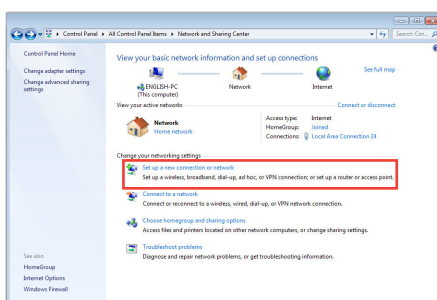 Control Panel ▸ All Control Panel Items ▸ Network and Sharing Center
Search Con...
Control Panel Home
Change adapter settings
Change advanced sharing
settings
View your basic network information and set up connections
See full map
ENGLISH-PC
(This computer)
Network
Internet
View your active networks
Connect or disconnect
Network
Home network
Access type: Internet
HomeGroup: Joined
Connections: Local Area Connection 24
Change your networking settings
Set up a new connection or network
Set up a wireless, broadband, dial-up, ad hoc, or VPN connection; or set up a router or access point.
Connect to a network
Connect or reconnect to a wireless, wired, dial-up, or VPN network connection.
Choose homegroup and sharing options
Access files and printers located on other network computers, or change sharing settings.
Troubleshoot problems
Diagnose and repair network problems, or get troubleshooting information.
See also
HomeGroup
Internet Options
Windows Firewall